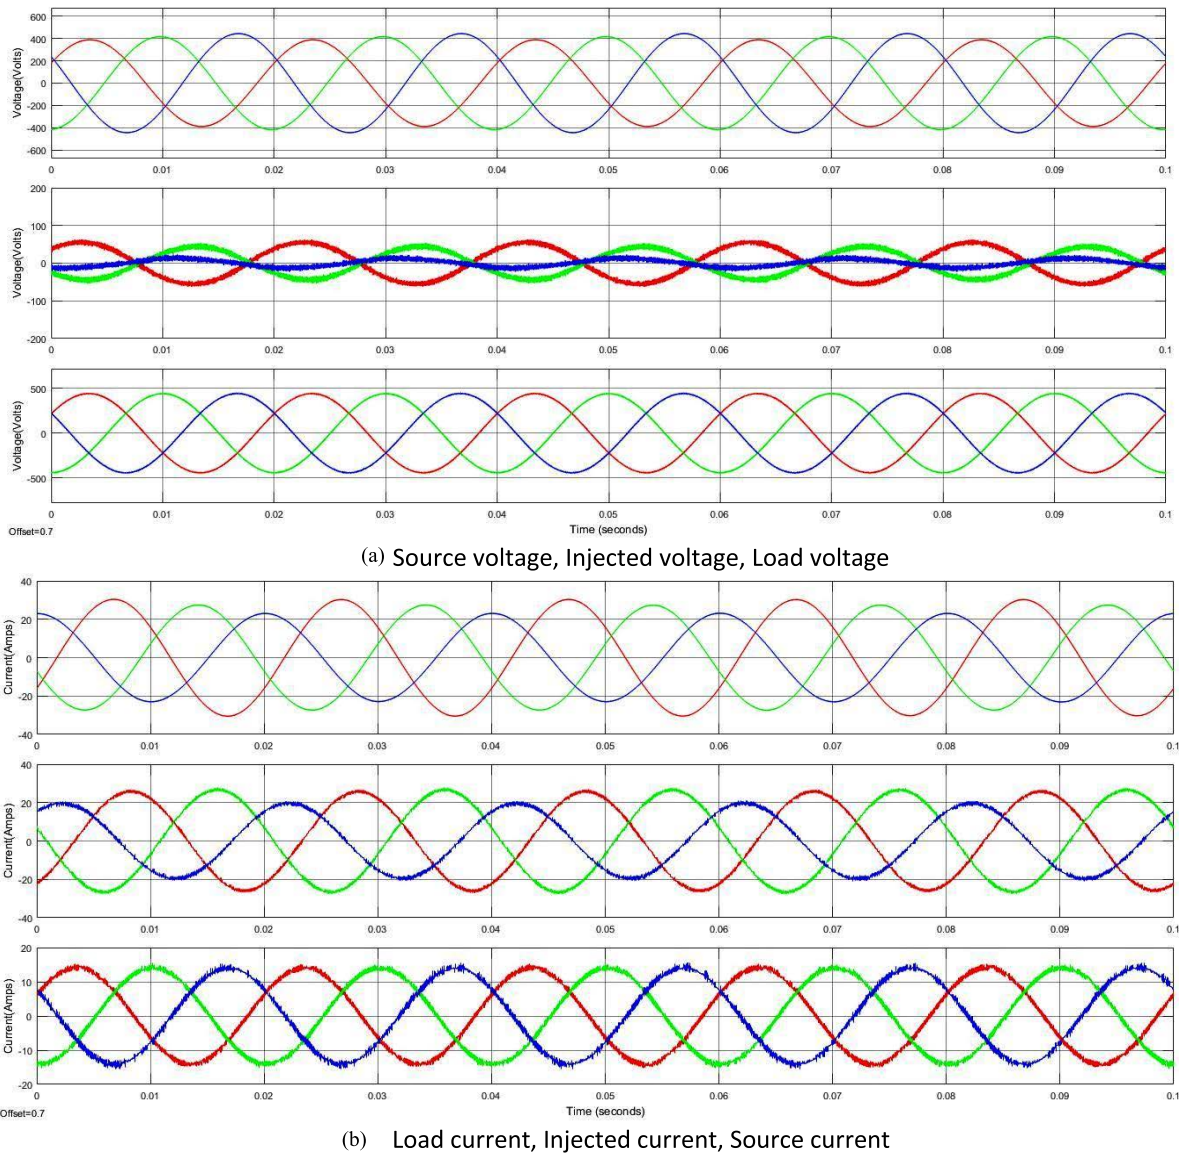 600
400
200
0
-200
-400
-600
Voltage(Volts)
0 0.01 0.02 0.03 0.04 0.05 0.06 0.07 0.08 0.09 0.1
200
100
0
-100
-200
Voltage(Volts)
0 0.01 0.02 0.03 0.04 0.05 0.06 0.07 0.08 0.09 0.1
500
0
-500
Voltage(Volts)
0 0.01 0.02 0.03 0.04 0.05 0.06 0.07 0.08 0.09 0.1
Offset=0.7
Time (seconds)
(a) Source voltage, Injected voltage, Load voltage
40
20
0
-20
-40
Current(Amps)
0 0.01 0.02 0.03 0.04 0.05 0.06 0.07 0.08 0.09 0.1
40
20
0
-20
-40
Current(Amps)
0 0.01 0.02 0.03 0.04 0.05 0.06 0.07 0.08 0.09 0.1
20
10
0
-10
-20
Current(Amps)
0 0.01 0.02 0.03 0.04 0.05 0.06 0.07 0.08 0.09 0.1
Offset=0.7
Time (seconds)
(b) Load current, Injected current, Source current